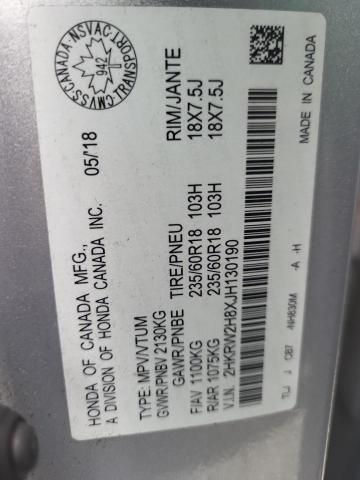 CANADA-NSVAC-TRANSPORT-CMVSS-
942
HONDA OF CANADA MFG., 05/18
A DIVISION OF HONDA CANADA INC.
TYPE: MPV/VTUM
GVWR/PNBV 2130KG
GAWR/PNBE TIRE/PNEU RIM/JANTE
F/AV 1100KG 235/60R18 103H 18X7.5J
R/AR 1075KG 235/60R18 103H 18X7.5J
V.I.N. 2HKRW2H8XJH130190
NH830M -A -H MADE IN CANADA